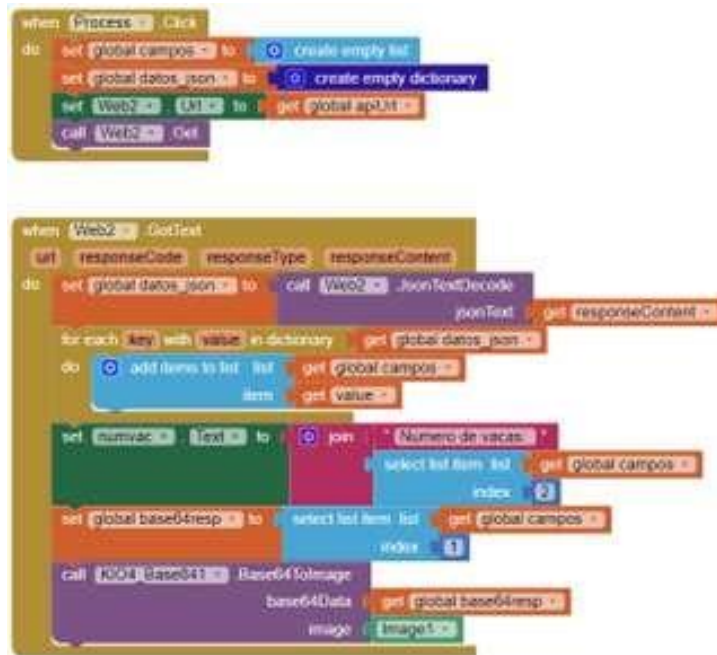 when Process .Click
do set global campos to create empty list
set global datos_json to create empty dictionary
set Web2 . Url to get global apiUrl
call Web2 .Get
when Web2 .GotText
url responseCode responseType responseContent
do set global datos_json to call Web2 .JsonTextDecode
jsonText get responseContent
for each key with value in dictionary get global datos_json
do add items to list list get global campos
item get value
set numvac . Text to join "Número de vacas: "
select list item list get global campos
index 2
set global base64resp to select list item list get global campos
index 1
call KIO4_Base641 .Base64ToImage
base64Data get global base64resp
image Image1